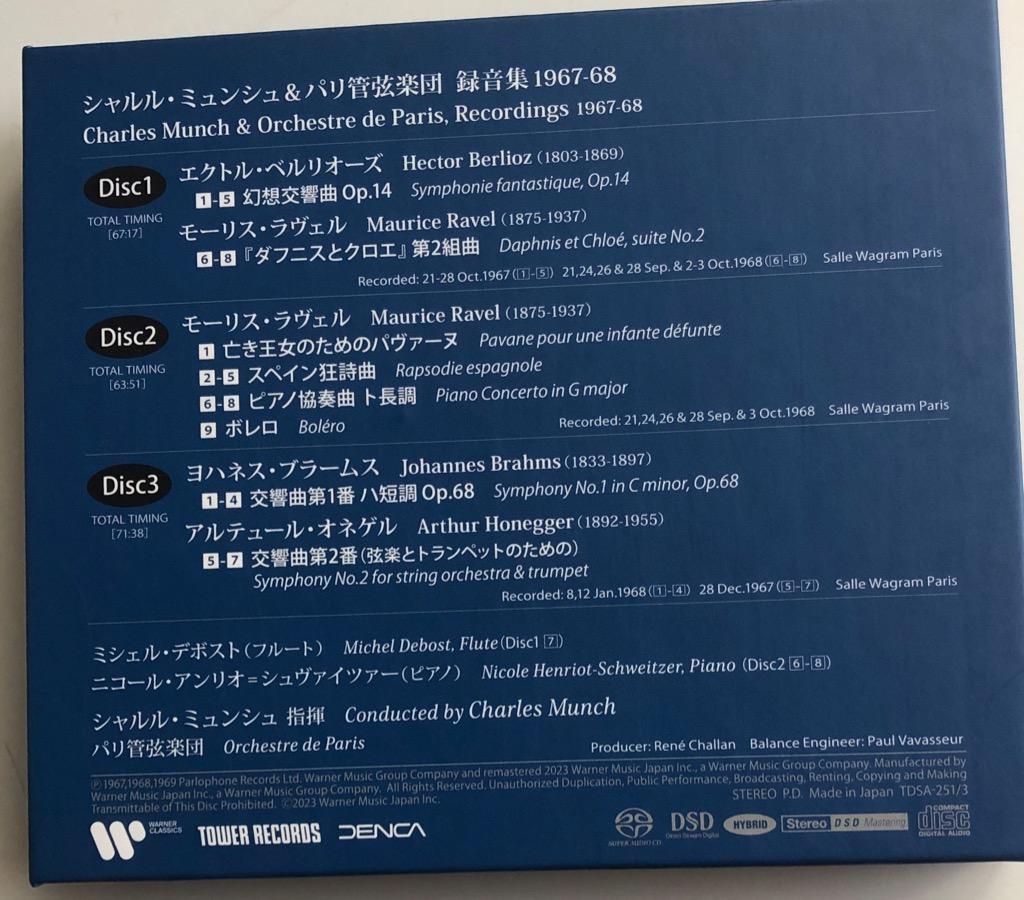 シャルル・ミュンシュ&パリ管弦楽団 録音集1967-68
Charles Munch & Orchestre de Paris, Recordings 1967-68
Disc1
TOTAL TIMING
[67:17]
エクトル・ベルリオーズ Hector Berlioz (1803-1869)
1-5 幻想交響曲 Op.14 Symphonie fantastique, Op.14
モーリス・ラヴェル Maurice Ravel (1875-1937)
6-8 『ダフニスとクロエ』第2組曲 Daphnis et Chloé, suite No.2
Recorded: 21-28 Oct.1967 (1-5) 21,24,26 & 28 Sep. & 2-3 Oct.1968 (6-8) Salle Wagram Paris
Disc2
TOTAL TIMING
[63:51]
モーリス・ラヴェル Maurice Ravel (1875-1937)
1 亡き王女のためのパヴァーヌ Pavane pour une infante défunte
2-5 スペイン狂詩曲 Rapsodie espagnole
6-8 ピアノ協奏曲 ト長調 Piano Concerto in G major
9 ボレロ Boléro
Recorded: 21,24,26 & 28 Sep. & 3 Oct.1968 Salle Wagram Paris
Disc3
TOTAL TIMING
[71:38]
ヨハネス・ブラームス Johannes Brahms (1833-1897)
1-4 交響曲第1番 ハ短調 Op.68 Symphony No.1 in C minor, Op.68
アルテュール・オネゲル Arthur Honegger (1892-1955)
5-7 交響曲第2番(弦楽とトランペットのための)
Symphony No.2 for string orchestra & trumpet
Recorded: 8,12 Jan.1968 (1-4) 28 Dec.1967 (5-7) Salle Wagram Paris
ミシェル・デボスト(フルート) Michel Debost, Flute (Disc1 7)
ニコール・アンリオ=シュヴァイツァー(ピアノ) Nicole Henriot-Schweitzer, Piano (Disc2 6-8)
シャルル・ミュンシュ 指揮 Conducted by Charles Munch
パリ管弦楽団 Orchestre de Paris
Producer: René Challan Balance Engineer: Paul Vavasseur
℗1967,1968,1969 Parlophone Records Ltd. Warner Music Group Company and remastered 2023 Warner Music Japan Inc., a Warner Music Group Company. Manufactured by
Warner Music Japan Inc., a Warner Music Group Company. All Rights Reserved. Unauthorized Duplication, Public Performance, Broadcasting, Renting, Copying and Making
Transmittable of This Disc Prohibited. ©2023 Warner Music Japan Inc.
STEREO P.D. Made in Japan TDSA-251/3
WARNER CLASSICS
TOWER RECORDS
DENCA
SUPER AUDIO CD
DSD
Direct Stream Digital
HYBRID
Stereo DSD Mastering
COMPACT
disc
DIGITAL AUDIO